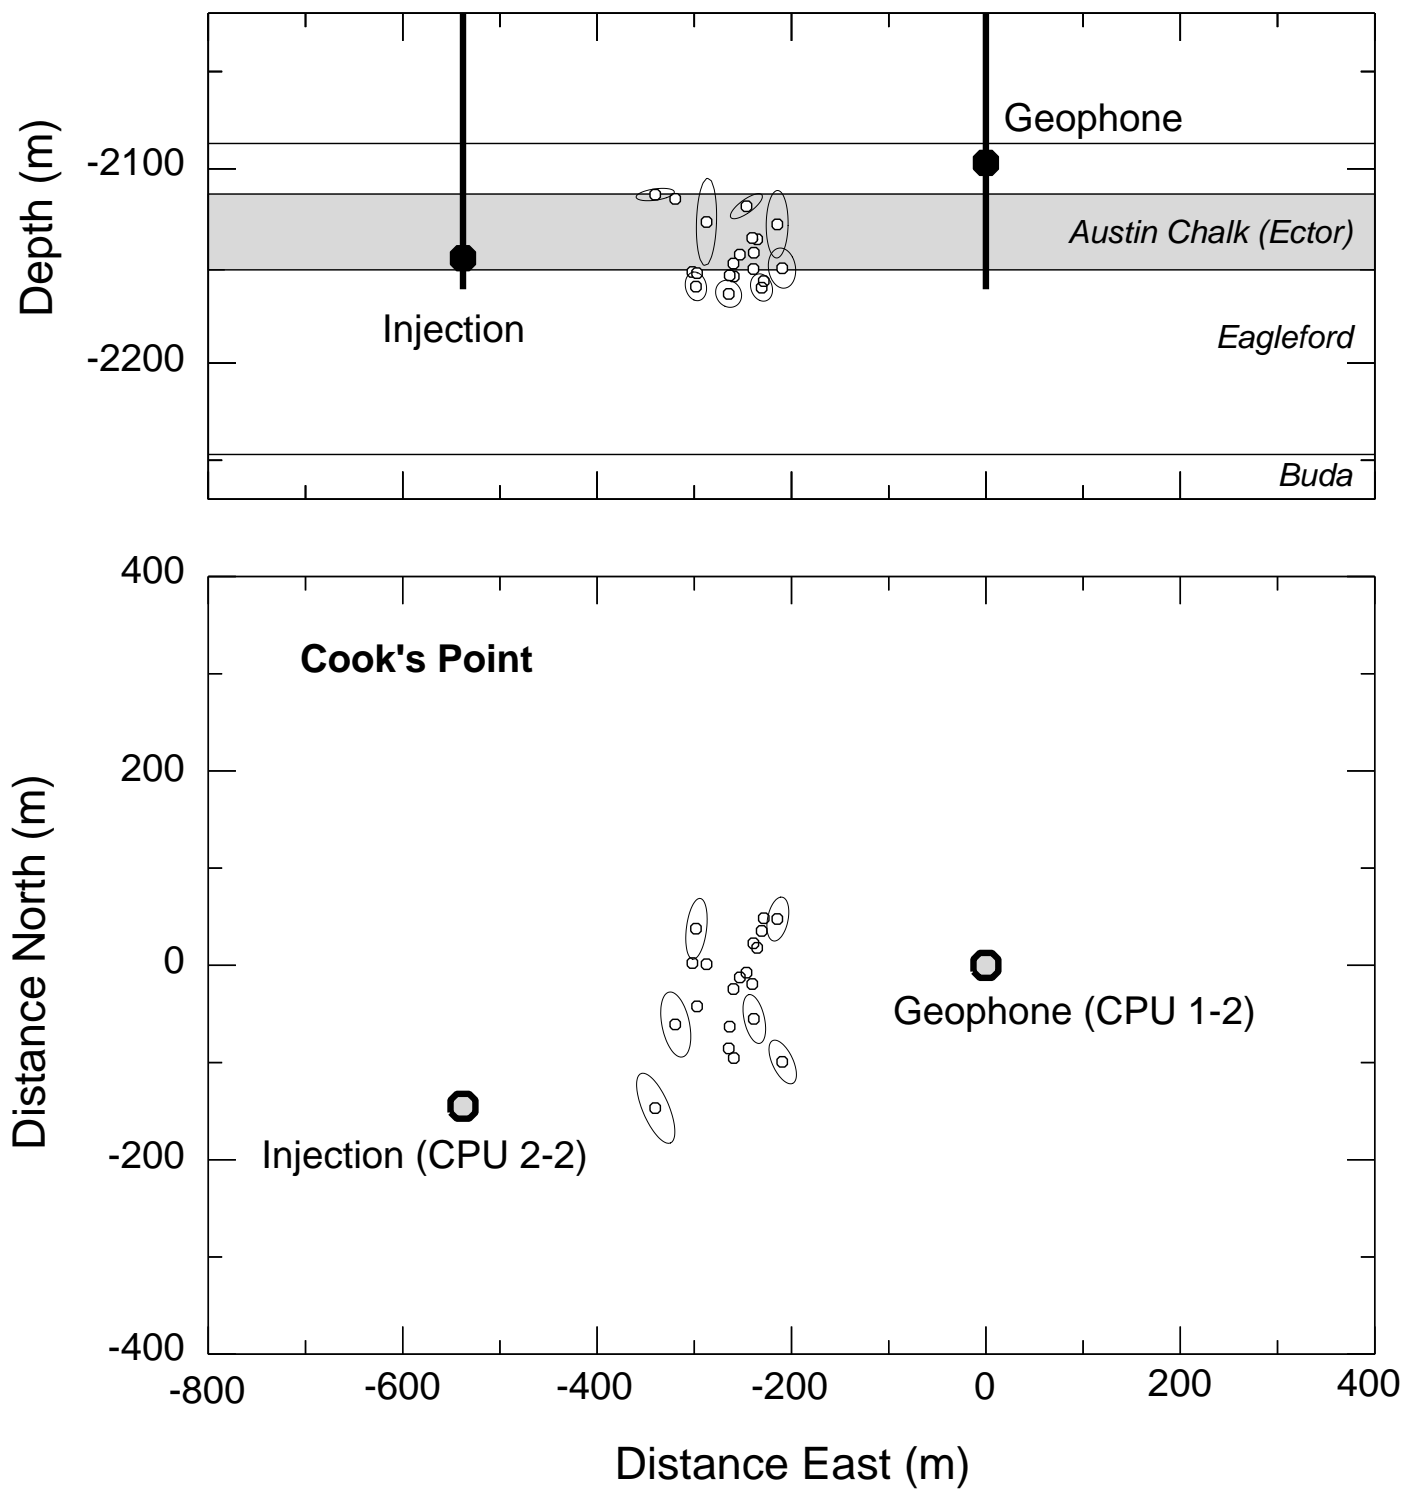 Depth (m)
Geophone
-2100
Austin Chalk (Ector)
Injection
Eagleford
-2200
Buda
400
Cook's Point
200
Distance North (m)
0
Geophone (CPU 1-2)
Injection (CPU 2-2)
-200
-400
-800 -600 -400 -200 0 200 400
Distance East (m)